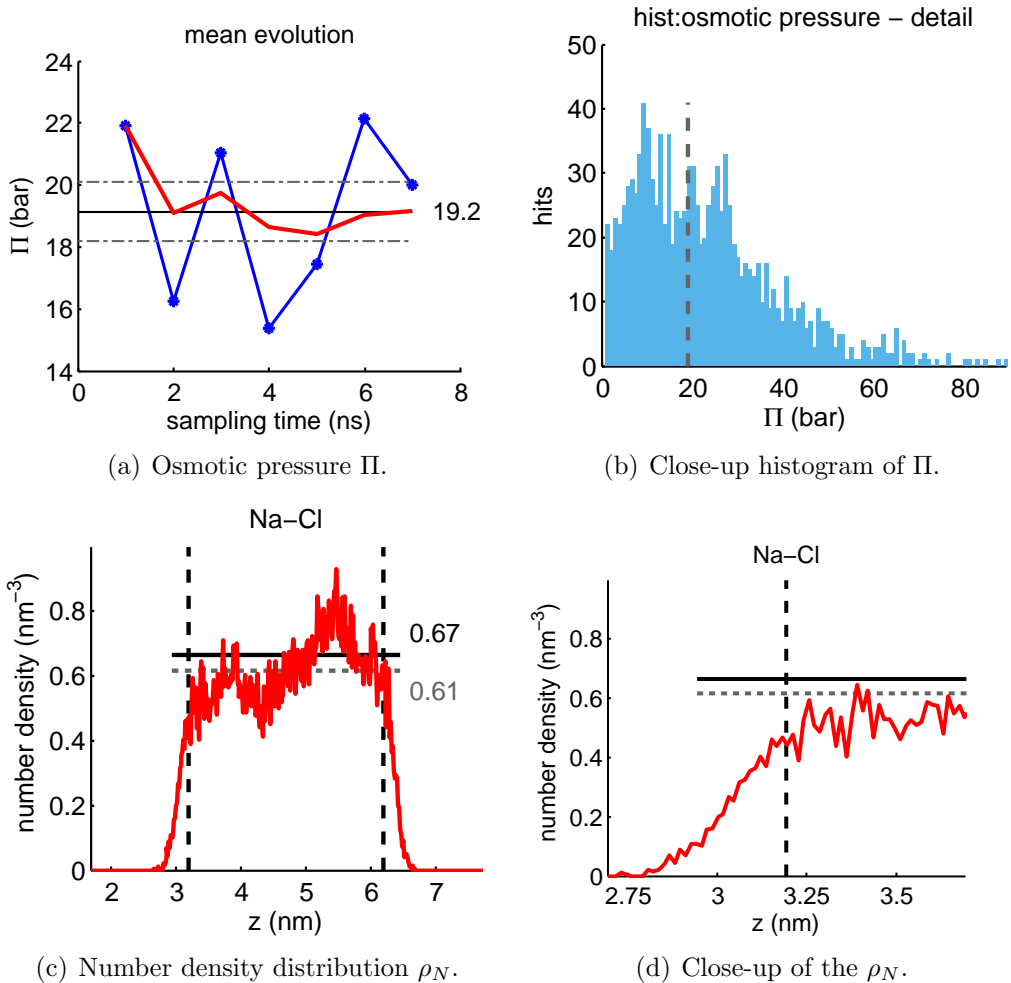 mean evolution
24
22
20
18
16
14
Π (bar)
19.2
0 2 4 6 8
sampling time (ns)
(a) Osmotic pressure Π.
hist:osmotic pressure − detail
50
40
30
20
10
0
hits
0 20 40 60 80
Π (bar)
(b) Close-up histogram of Π.
Na−Cl
0.8
0.6
0.4
0.2
0
number density (nm⁻³)
0.67
0.61
2 3 4 5 6 7
z (nm)
(c) Number density distribution ρ_N.
Na−Cl
0.8
0.6
0.4
0.2
0
number density (nm⁻³)
2.75 3 3.25 3.5
z (nm)
(d) Close-up of the ρ_N.